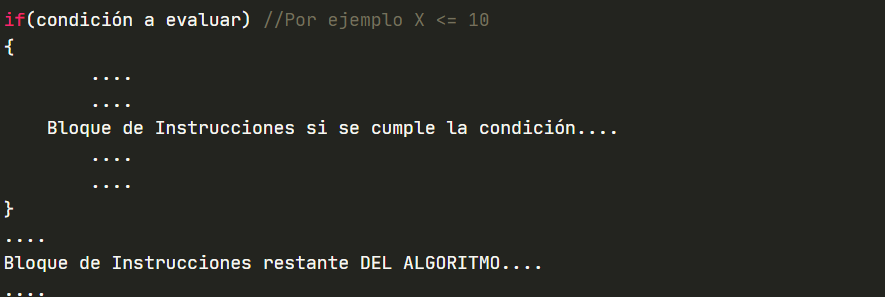 if(condición a evaluar) //Por ejemplo X <= 10
{
....
....
Bloque de Instrucciones si se cumple la condición....
....
....
}
....
Bloque de Instrucciones restante DEL ALGORITMO....
....